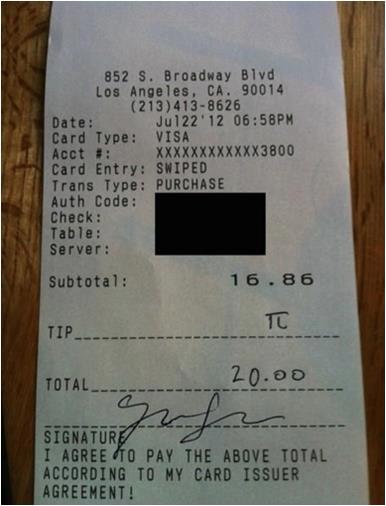 852 S. Broadway Blvd
Los Angeles, CA. 90014
(213)413-8626
Date: Jul22'12 06:58PM
Card Type: VISA
Acct #: XXXXXXXXXXXX3800
Card Entry: SWIPED
Trans Type: PURCHASE
Auth Code:
Check:
Table:
Server:
Subtotal: 16.86
TIP π
TOTAL 20.00
SIGNATURE
I AGREE TO PAY THE ABOVE TOTAL
ACCORDING TO MY CARD ISSUER
AGREEMENT!